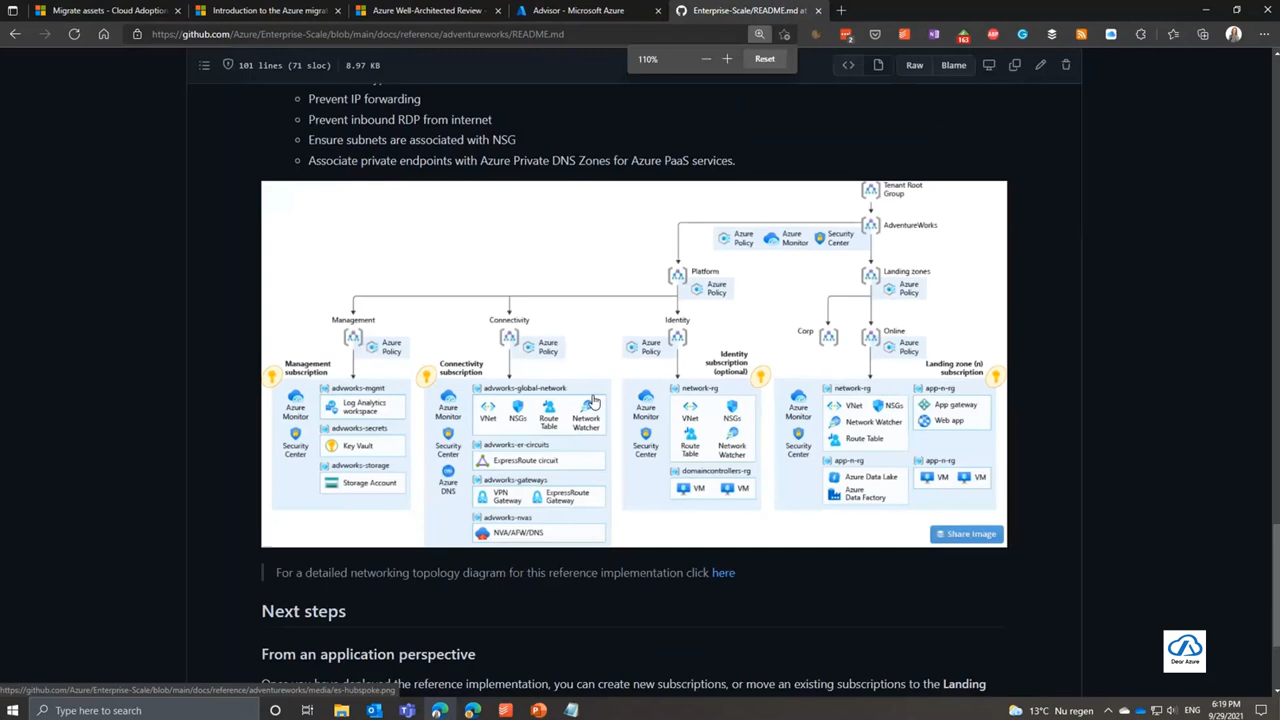 Migrate assets - Cloud Adoption
Introduction to the Azure migrat
Azure Well-Architected Review -
Advisor - Microsoft Azure
Enterprise-Scale/README.md at
https://github.com/Azure/Enterprise-Scale/blob/main/docs/reference/adventureworks/README.md
110%
Reset
101 lines (71 sloc)
8.97 KB
Raw
Blame
Prevent IP forwarding
Prevent inbound RDP from internet
Ensure subnets are associated with NSG
Associate private endpoints with Azure Private DNS Zones for Azure PaaS services.
Tenant Root
Group
AdventureWorks
Azure
Policy
Azure
Monitor
Security
Center
Platform
Azure
Policy
Landing zones
Azure
Policy
Management
Azure
Policy
Connectivity
Azure
Policy
Identity
Azure
Policy
Corp
Online
Azure
Policy
Management
subscription
Azure
Monitor
Security
Center
advworks-mgmt
Log Analytics
workspace
advworks-secrets
Key Vault
advworks-storage
Storage Account
Connectivity
subscription
Azure
Monitor
Security
Center
Azure
DNS
advworks-global-network
VNet
NSGs
Route
Table
Network
Watcher
advworks-er-circuits
ExpressRoute circuit
advworks-gateways
VPN
Gateway
ExpressRoute
Gateway
advworks-nvas
NVA/AFW/DNS
Identity
subscription
(optional)
Azure
Monitor
Security
Center
network-rg
VNet
NSGs
Route
Table
Network
Watcher
domaincontrollers-rg
VM
VM
Landing zone (n)
subscription
Azure
Monitor
Security
Center
network-rg
VNet
NSGs
Network Watcher
Route Table
app-n-rg
App gateway
Web app
app-n-rg
Azure Data Lake
Azure
Data Factory
app-n-rg
VM
VM
Share Image
For a detailed networking topology diagram for this reference implementation click here
Next steps
From an application perspective
Once you have deployed the reference implementation, you can create new subscriptions, or move an existing subscriptions to the Landing
https://github.com/Azure/Enterprise-Scale/blob/main/docs/reference/adventureworks/media/es-hubspoke.png
Dear Azure
Type here to search
13°C Nu regen
ENG
6:19 PM
9/29/2021